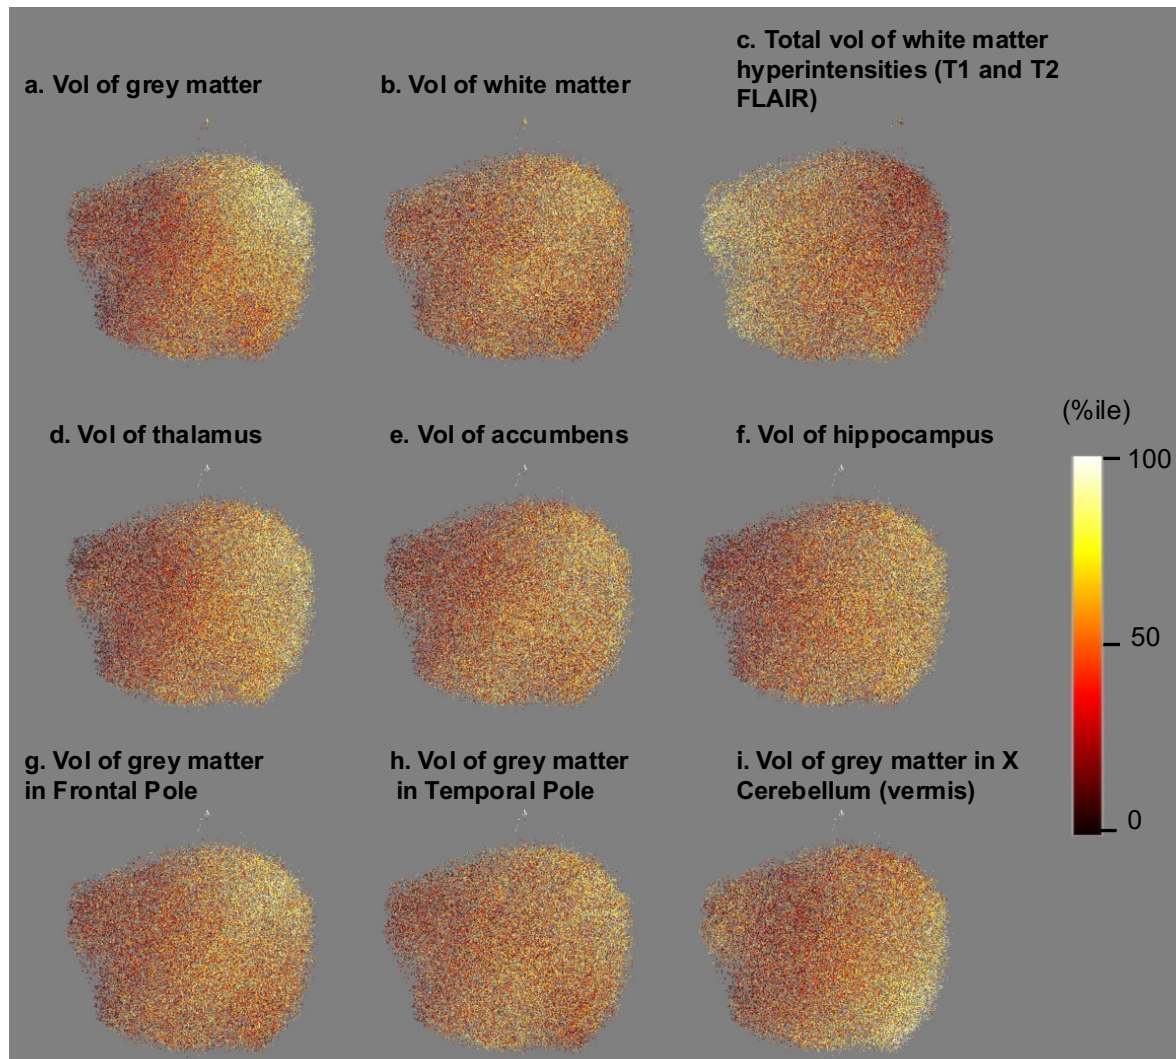 a. Vol of grey matter
b. Vol of white matter
c. Total vol of white matter
hyperintensities (T1 and T2
FLAIR)
d. Vol of thalamus
e. Vol of accumbens
f. Vol of hippocampus
(%ile)
100
50
0
g. Vol of grey matter
in Frontal Pole
h. Vol of grey matter
in Temporal Pole
i. Vol of grey matter in X
Cerebellum (vermis)